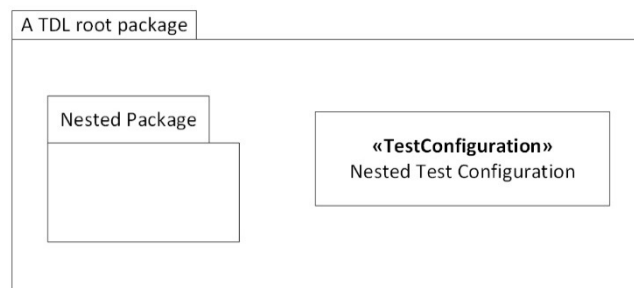 A TDL root package
Nested Package
«TestConfiguration»
Nested Test Configuration